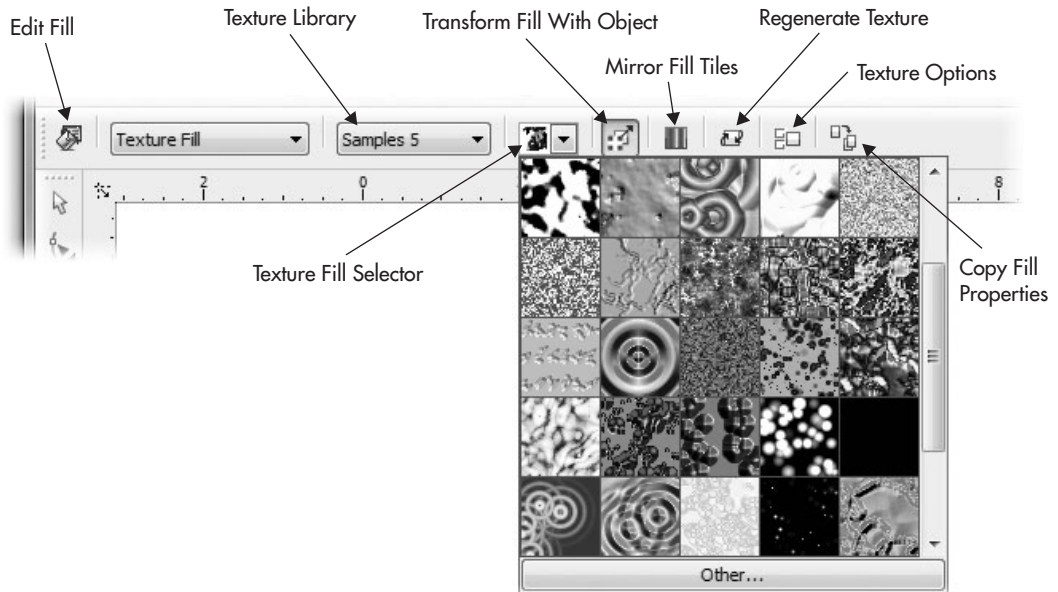 Edit Fill
Texture Library
Transform Fill With Object
Regenerate Texture
Mirror Fill Tiles
Texture Options
Texture Fill
Samples 5
2
0
8
Texture Fill Selector
Copy Fill
Properties
Other...